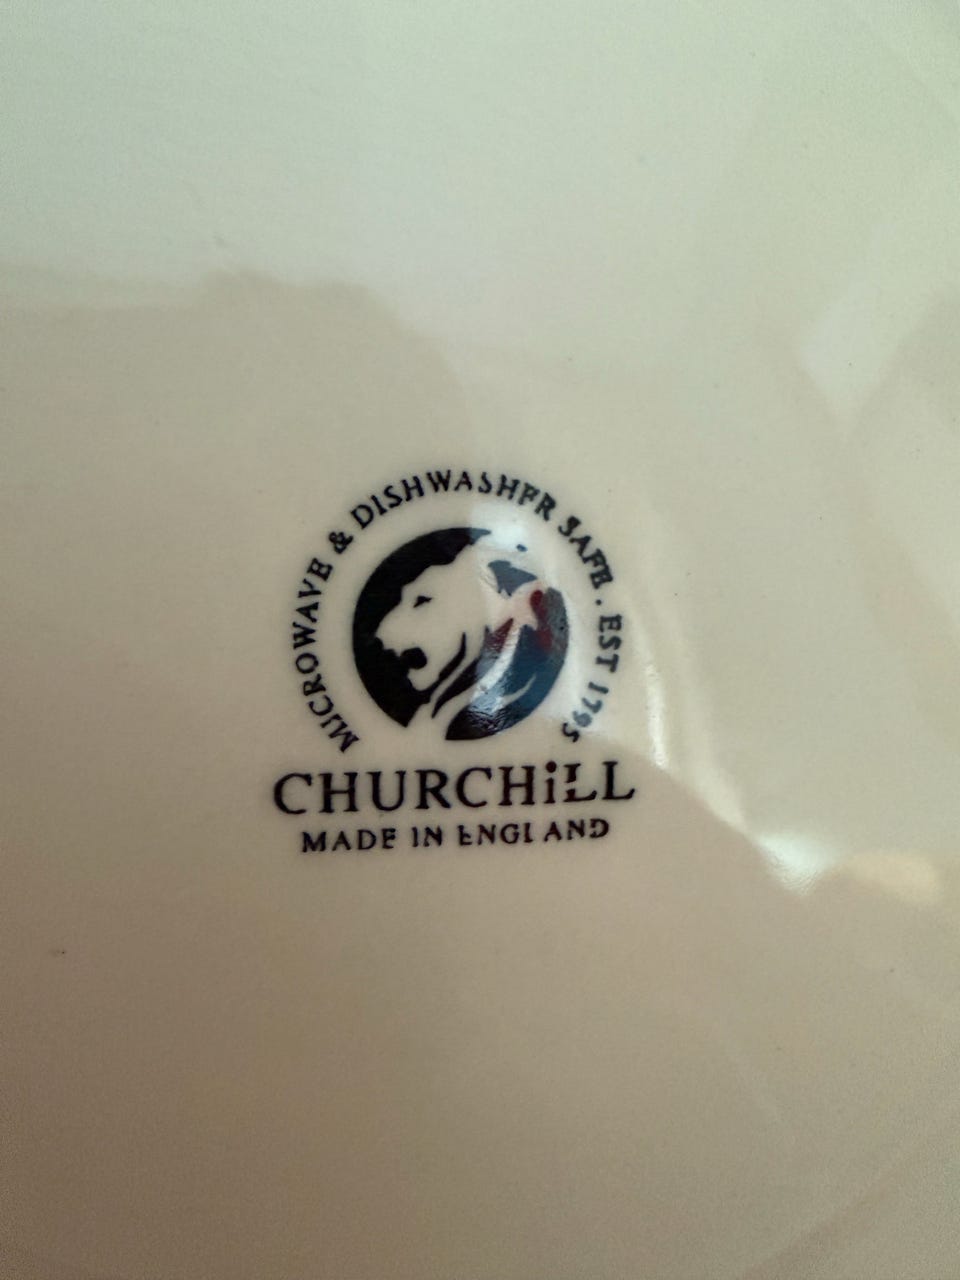 MICROWAVE & DISHWASHER SAFE . EST 1795
CHURCHiLL
MADE IN ENGLAND